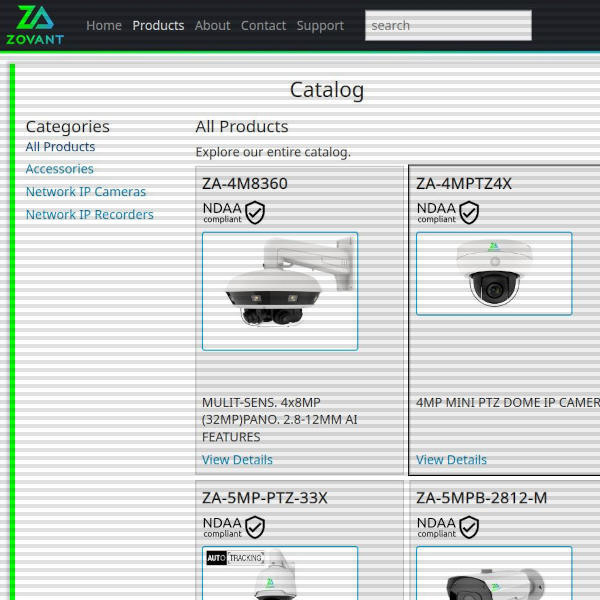 ZA
ZOVANT
Home Products About Contact Support search
Catalog
Categories
All Products
Accessories
Network IP Cameras
Network IP Recorders
All Products
Explore our entire catalog.
ZA-4M8360
NDAA
compliant
MULIT-SENS. 4x8MP
(32MP)PANO. 2.8-12MM AI
FEATURES
View Details
ZA-4MPTZ4X
NDAA
compliant
4MP MINI PTZ DOME IP CAMER
View Details
ZA-5MP-PTZ-33X
NDAA
compliant
AUTO TRACKING
ZA-5MPB-2812-M
NDAA
compliant